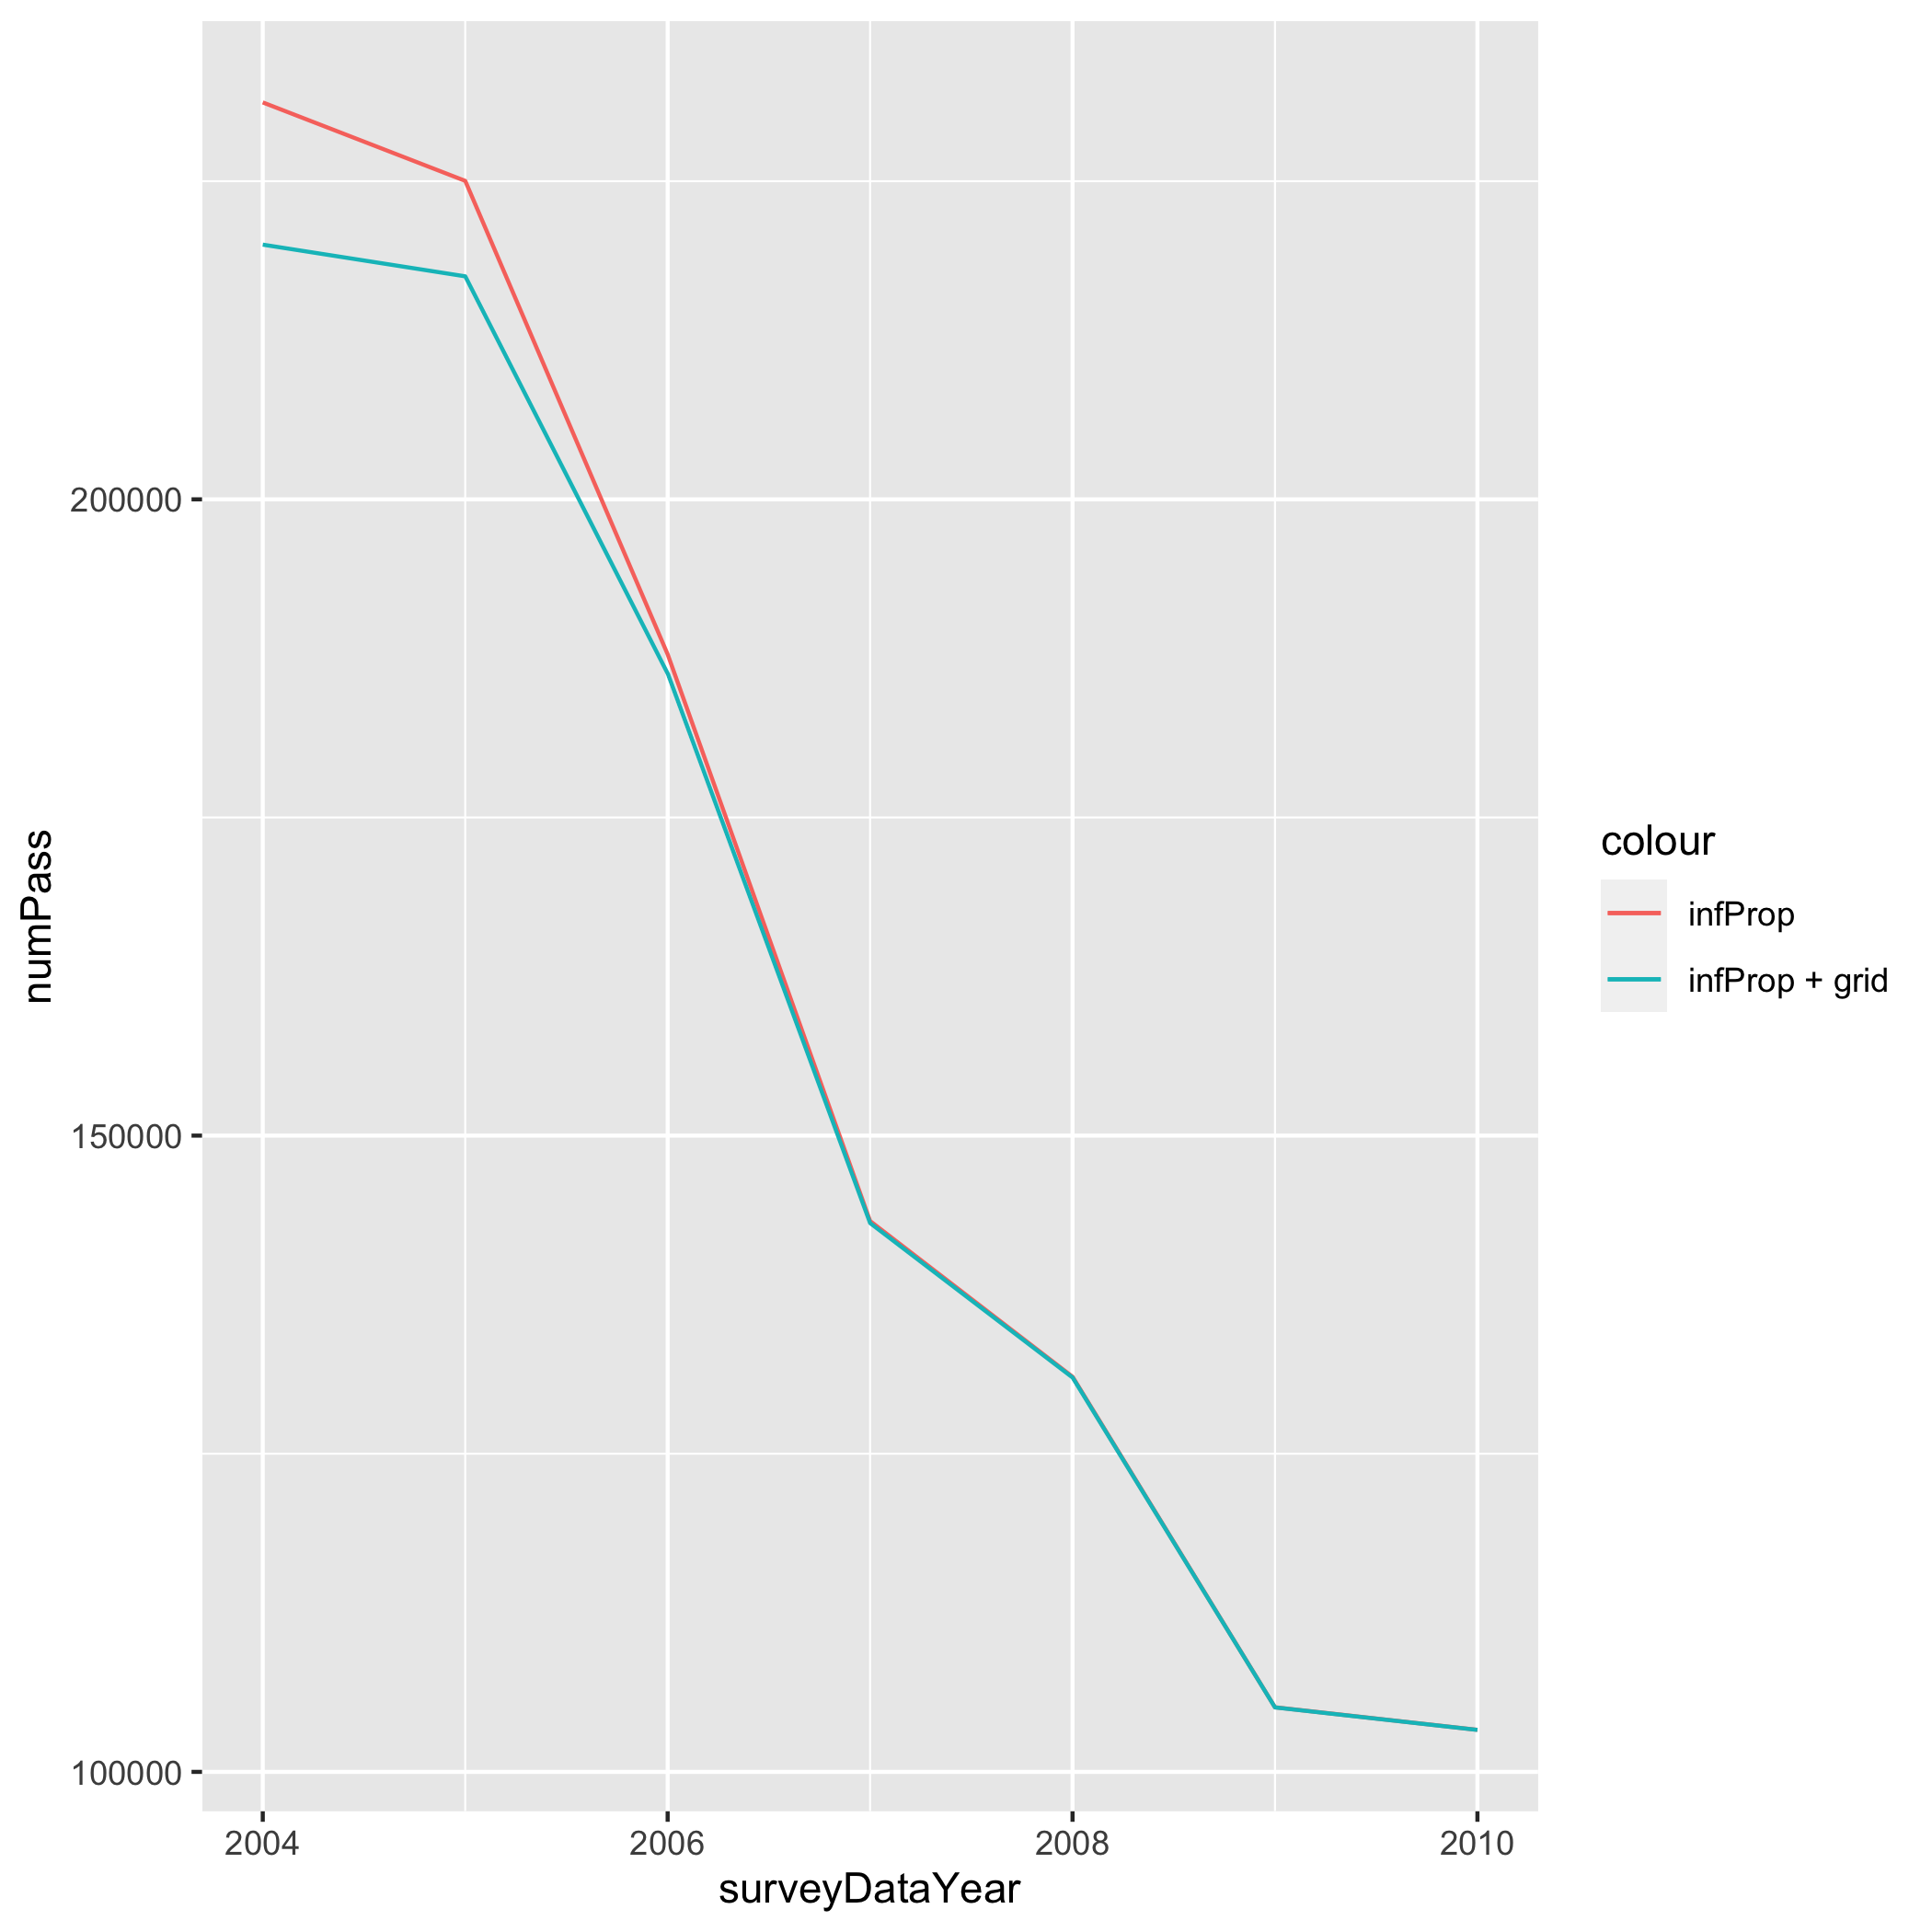 numPass
200000
150000
100000
2004
2006
2008
2010
surveyDataYear
colour
infProp
infProp + grid